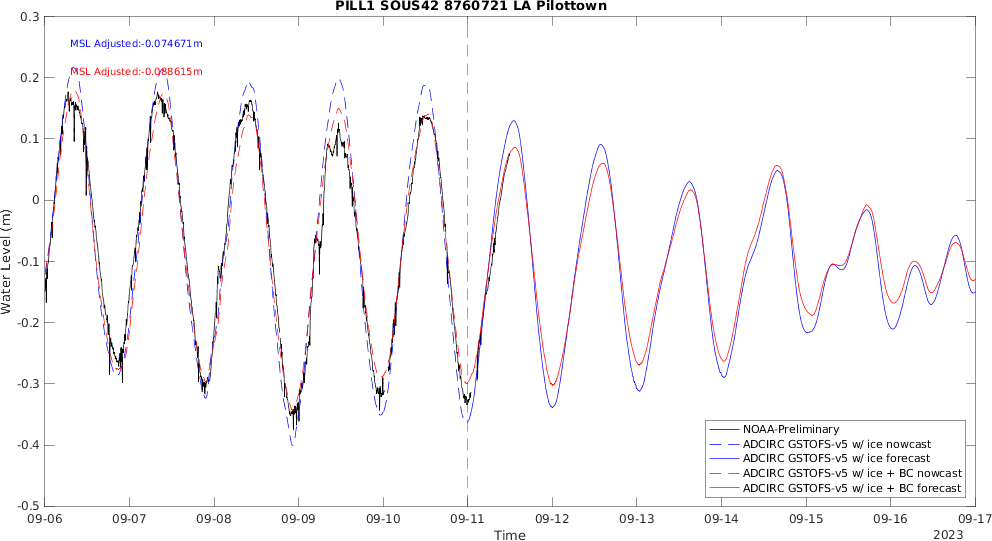 PILL1 SOUS42 8760721 LA Pilottown
MSL Adjusted:-0.074671m
MSL Adjusted:-0.088615m
Water Level (m)
0.3
0.2
0.1
0
-0.1
-0.2
-0.3
-0.4
-0.5
NOAA-Preliminary
ADCIRC GSTOFS-v5 w/ ice nowcast
ADCIRC GSTOFS-v5 w/ ice forecast
ADCIRC GSTOFS-v5 w/ ice + BC nowcast
ADCIRC GSTOFS-v5 w/ ice + BC forecast
09-06 09-07 09-08 09-09 09-10 09-11 09-12 09-13 09-14 09-15 09-16 09-17
Time
2023